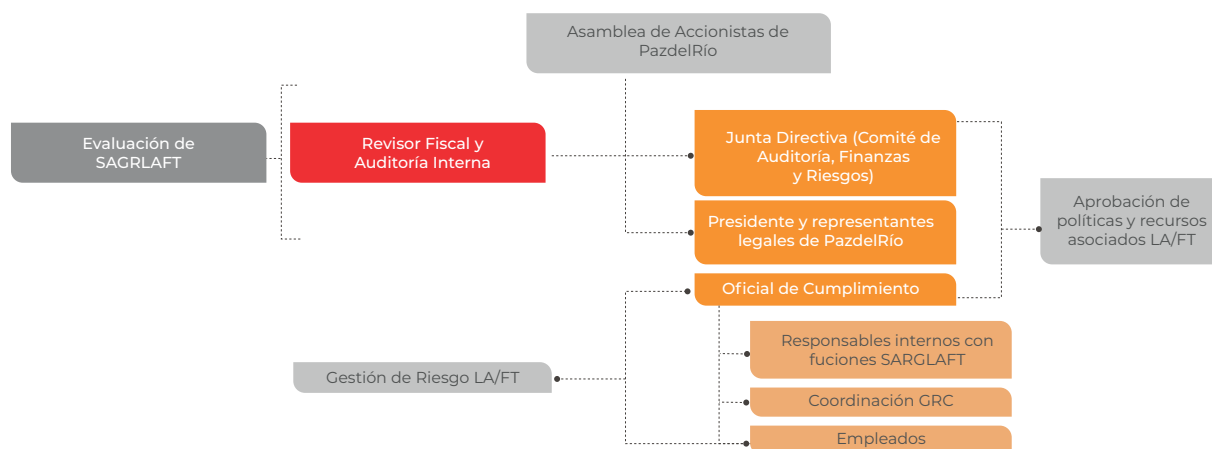 Asamblea de Accionistas de
PazdelRío
Evaluación de
SAGRLAFT
Revisor Fiscal y
Auditoría Interna
Junta Directiva (Comité de
Auditoría, Finanzas
y Riesgos)
Presidente y representantes
legales de PazdelRío
Aprobación de
políticas y recursos
asociados LA/FT
Oficial de Cumplimiento
Responsables internos con
fuciones SARGLAFT
Gestión de Riesgo LA/FT
Coordinación GRC
Empleados